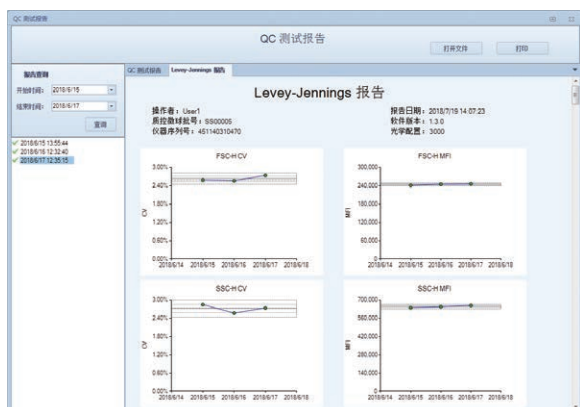 QC 测试报告
QC 测试报告
打开文件
打印
报告查询
开始时间: 2018/6/15
结束时间: 2018/6/17
查询
2018/6/15 13:55:44
2018/6/16 12:32:40
2018/6/17 12:35:15
QC 测试报告 Levey-Jennings 报告
Levey-Jennings 报告
操作者: User1
质控微球批号: SS00005
仪器序列号: 451140310470
报告日期: 2018/7/19 14:07:23
软件版本: 1.3.0
光学配置: 3000
FSC-H CV
3.00%
2.40%
1.80%
1.20%
0.60%
0.00%
CV
2018/6/14 2018/6/15 2018/6/16 2018/6/17 2018/6/18
FSC-H MFI
300,000
240,000
180,000
120,000
60,000
0
MFI
2018/6/14 2018/6/15 2018/6/16 2018/6/17 2018/6/18
SSC-H CV
3.00%
2.40%
1.80%
1.20%
0.60%
0.00%
CV
2018/6/14 2018/6/15 2018/6/16 2018/6/17 2018/6/18
SSC-H MFI
700,000
560,000
420,000
280,000
140,000
0
MFI
2018/6/14 2018/6/15 2018/6/16 2018/6/17 2018/6/18